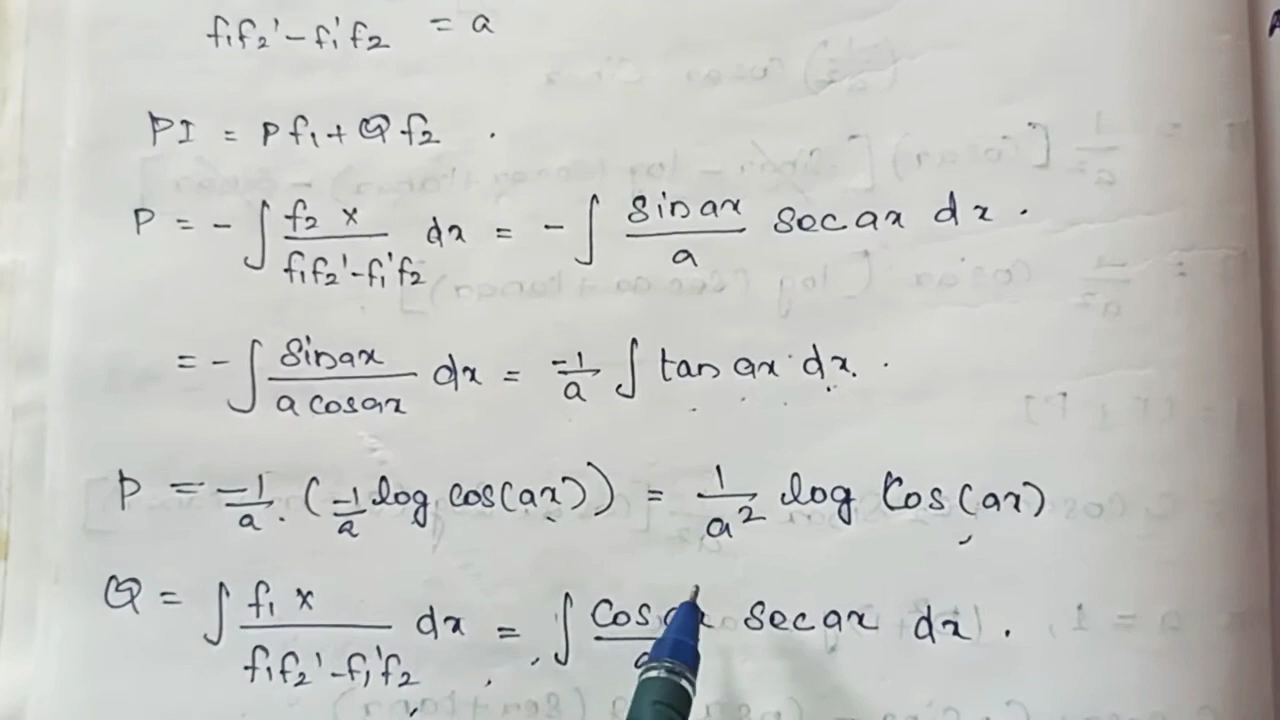 f₁f₂' - f₁'f₂ = a
PI = Pf₁ + Qf₂ .
P = - ∫ f₂ x / f₁f₂' - f₁'f₂ dx = - ∫ sin ax / a sec ax dx .
= - ∫ sin ax / a cos ax dx = -1/a ∫ tan ax dx .
P = -1/a . (-1/a log cos(ax)) = 1/a² log cos(ax)
Q = ∫ f₁ x / f₁f₂' - f₁'f₂ dx = ∫ cos / sec ax dx .